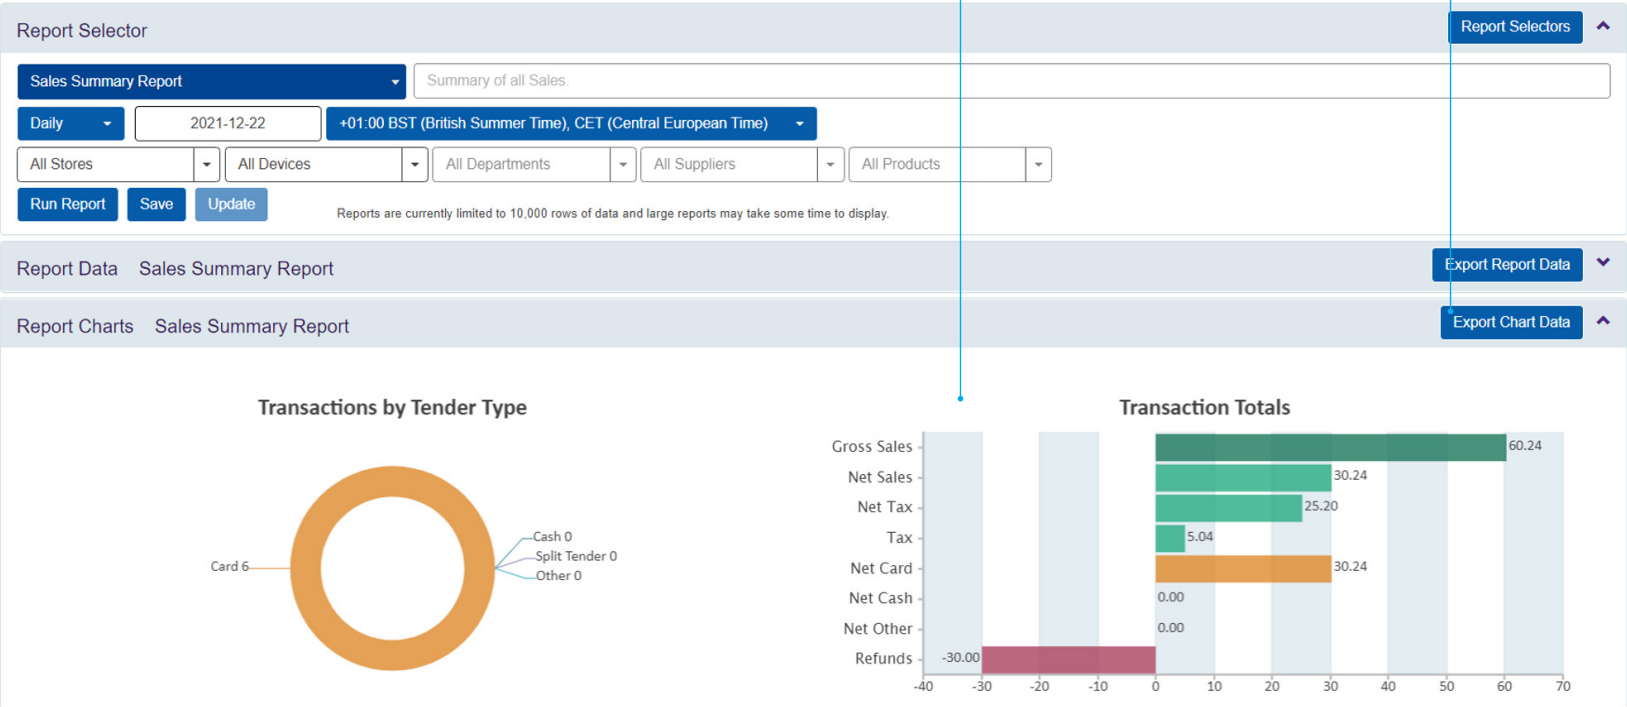 Report Selector
Report Selectors
Sales Summary Report
Summary of all Sales.
Daily
2021-12-22
+01:00 BST (British Summer Time), CET (Central European Time)
All Stores
All Devices
All Departments
All Suppliers
All Products
Run Report
Save
Update
Reports are currently limited to 10,000 rows of data and large reports may take some time to display.
Report Data
Sales Summary Report
Export Report Data
Report Charts
Sales Summary Report
Export Chart Data
Transactions by Tender Type
Card 6
Cash 0
Split Tender 0
Other 0
Transaction Totals
Gross Sales 60.24
Net Sales 30.24
Net Tax 25.20
Tax 5.04
Net Card 30.24
Net Cash 0.00
Net Other 0.00
Refunds -30.00
-40 -30 -20 -10 0 10 20 30 40 50 60 70